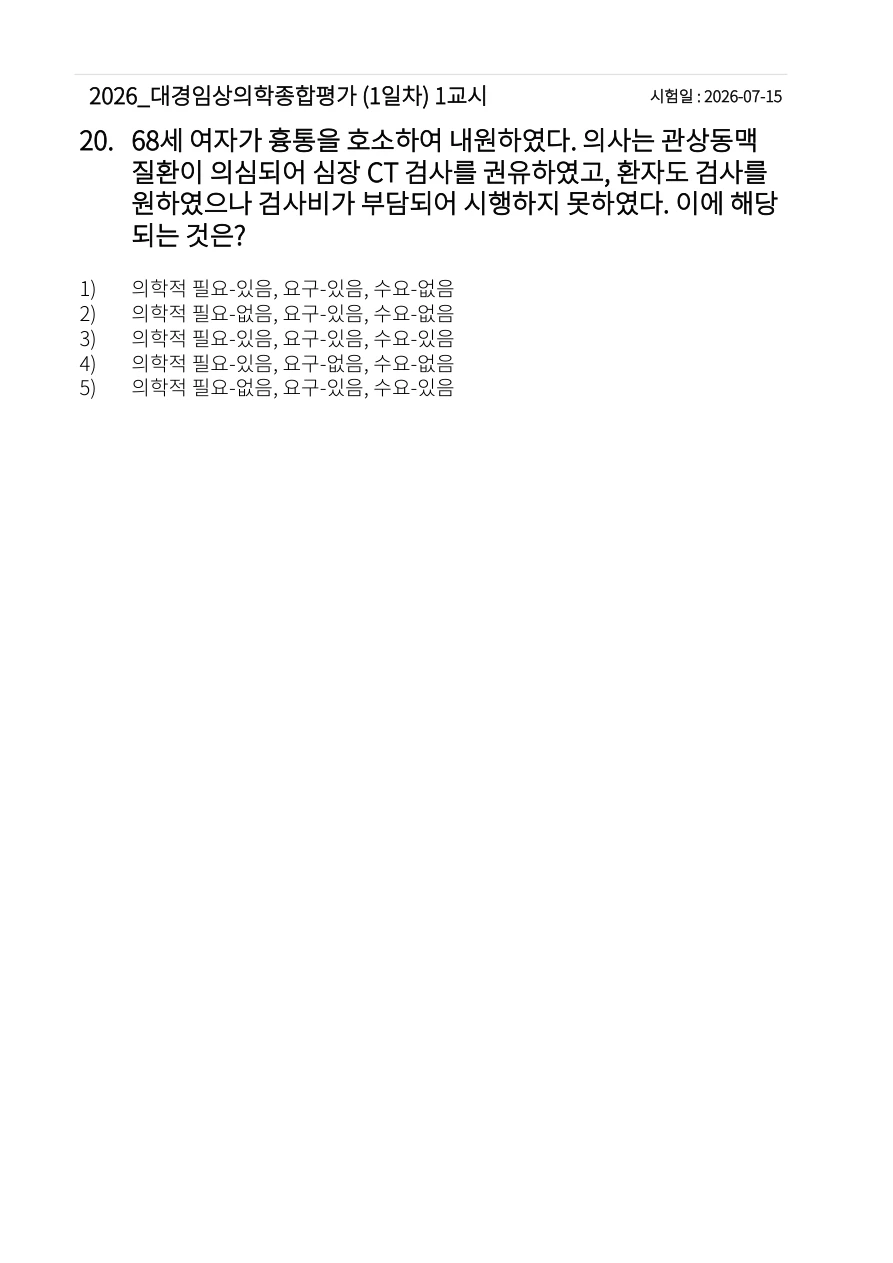 2026_대경임상의학종합평가 (1일차) 1교시 시험일 : 2026-07-15
20. 68세 여자가 흉통을 호소하여 내원하였다. 의사는 관상동맥
질환이 의심되어 심장 CT 검사를 권유하였고, 환자도 검사를
원하였으나 검사비가 부담되어 시행하지 못하였다. 이에 해당
되는 것은?
1) 의학적 필요-있음, 요구-있음, 수요-없음
2) 의학적 필요-없음, 요구-있음, 수요-없음
3) 의학적 필요-있음, 요구-있음, 수요-있음
4) 의학적 필요-있음, 요구-없음, 수요-없음
5) 의학적 필요-없음, 요구-있음, 수요-있음